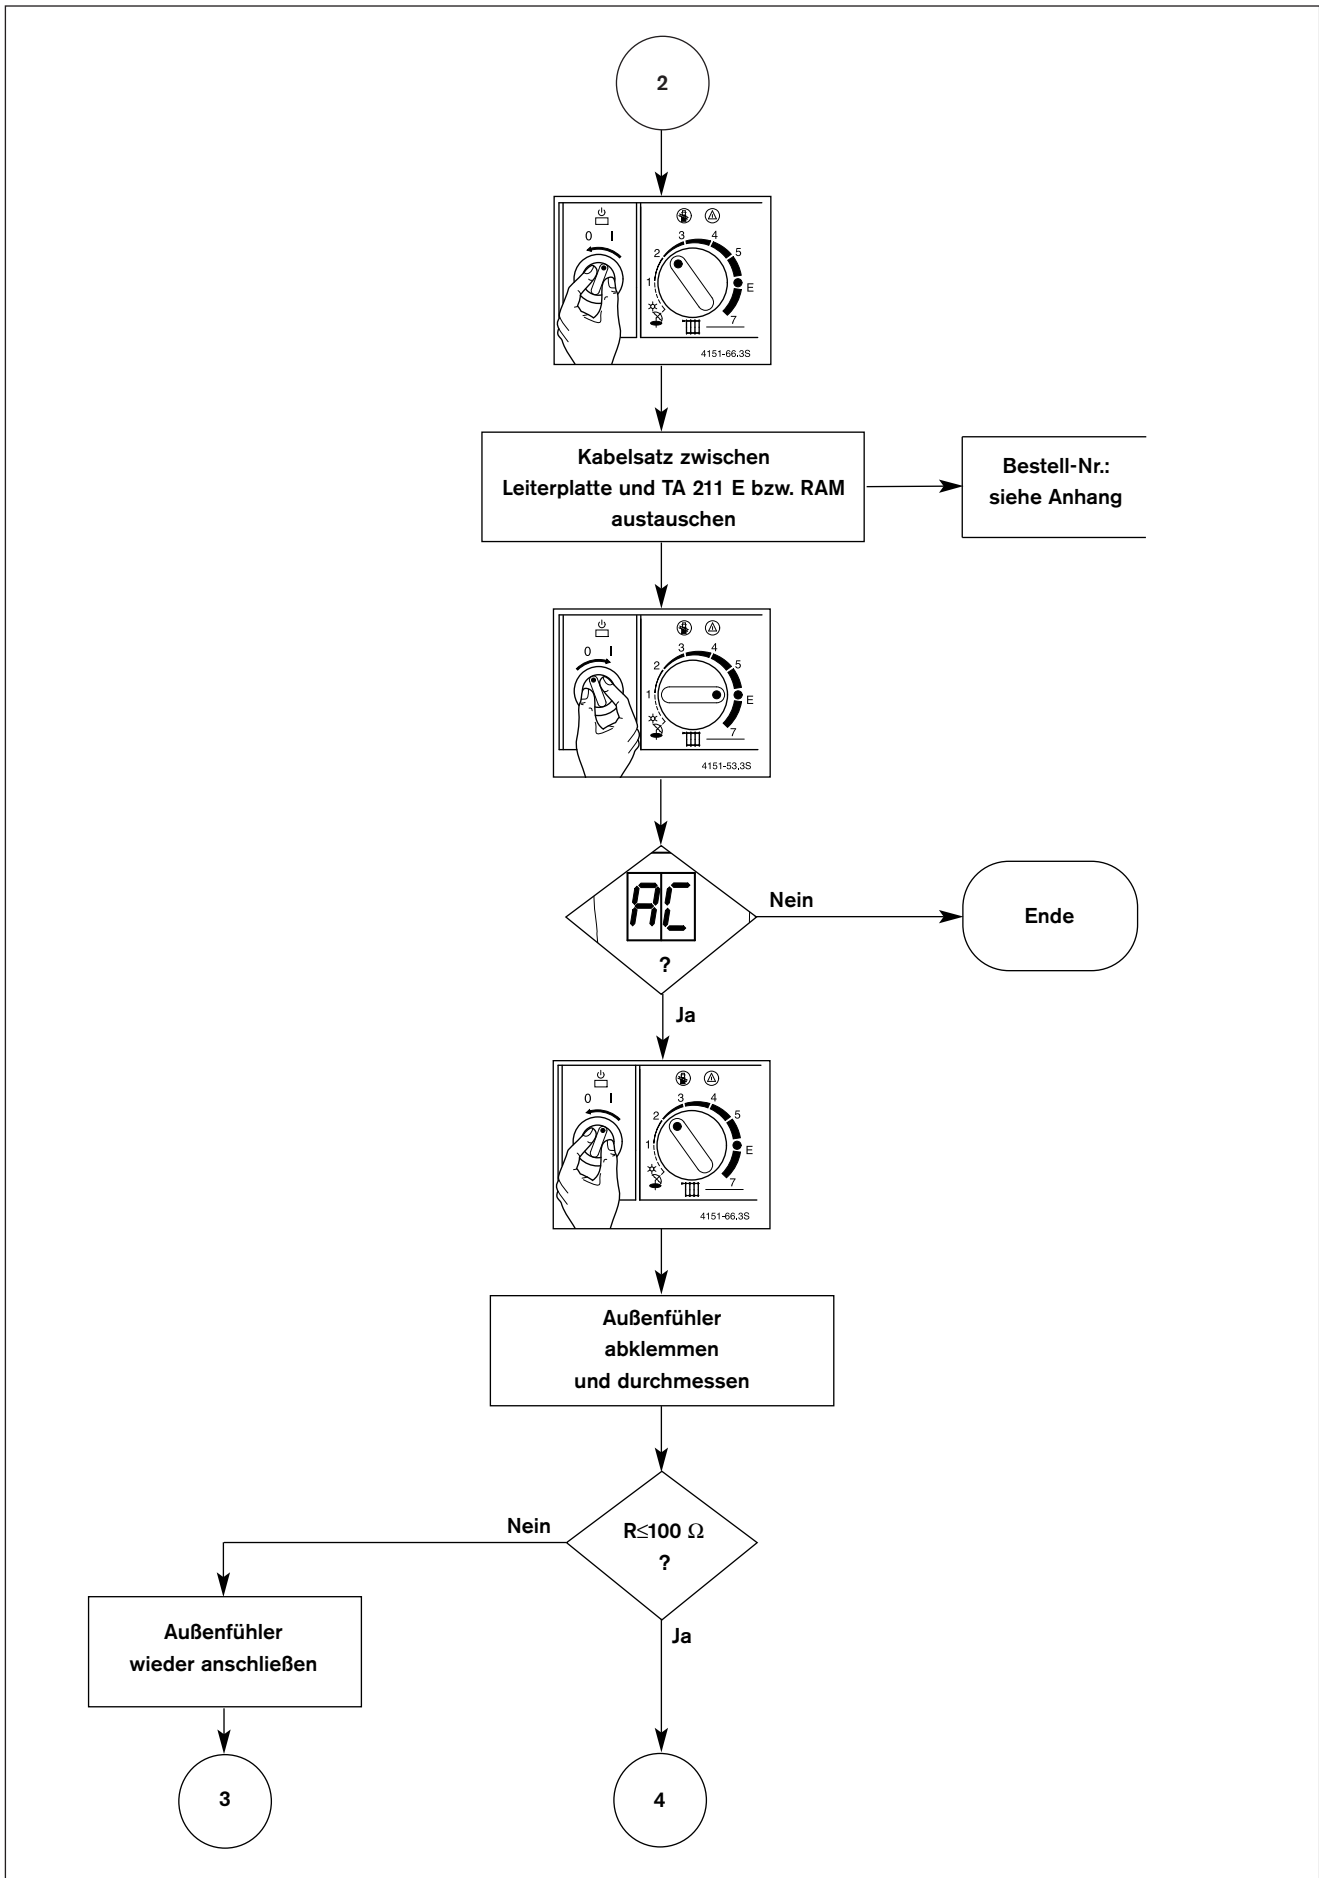 2
0 I
1
2
3
4
5
E
7
4151-66.3S
Kabelsatz zwischen
Leiterplatte und TA 211 E bzw. RAM
austauschen
Bestell-Nr.:
siehe Anhang
0 I
1
2
3
4
5
E
7
4151-53.3S
AC
?
Nein
Ende
Ja
0 I
1
2
3
4
5
E
7
4151-66.3S
Außenfühler
abklemmen
und durchmessen
R≤100 Ω
?
Nein
Ja
Außenfühler
wieder anschließen
3
4